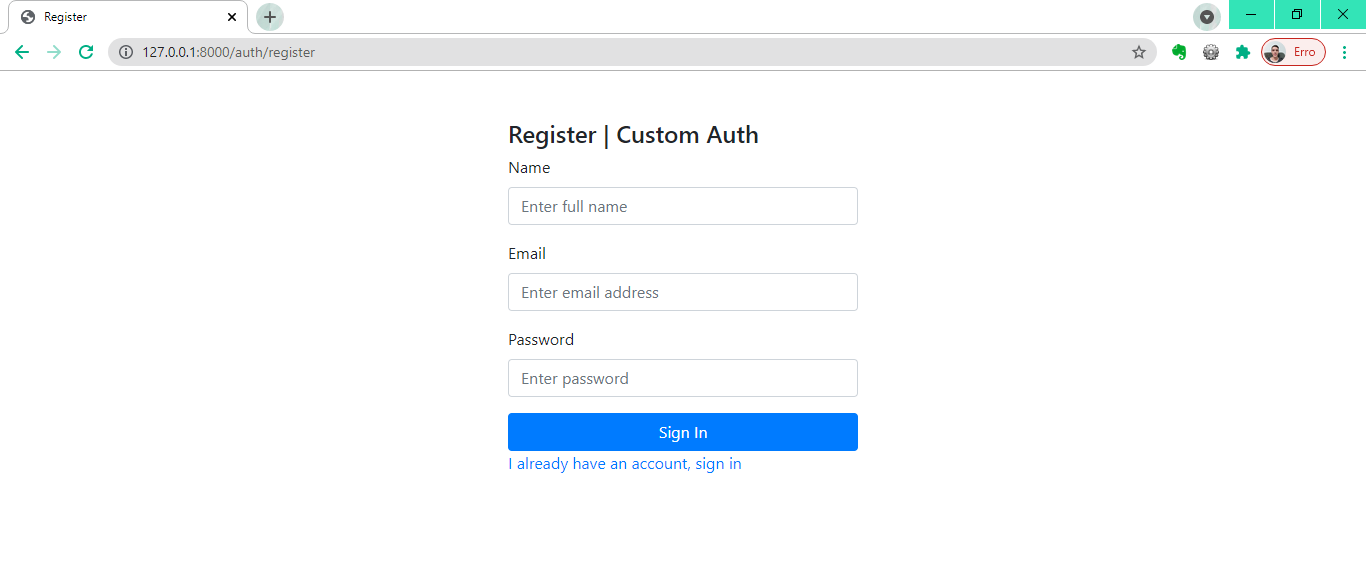 Register
127.0.0.1:8000/auth/register
Erro
Register | Custom Auth
Name
Enter full name
Email
Enter email address
Password
Enter password
Sign In
I already have an account, sign in